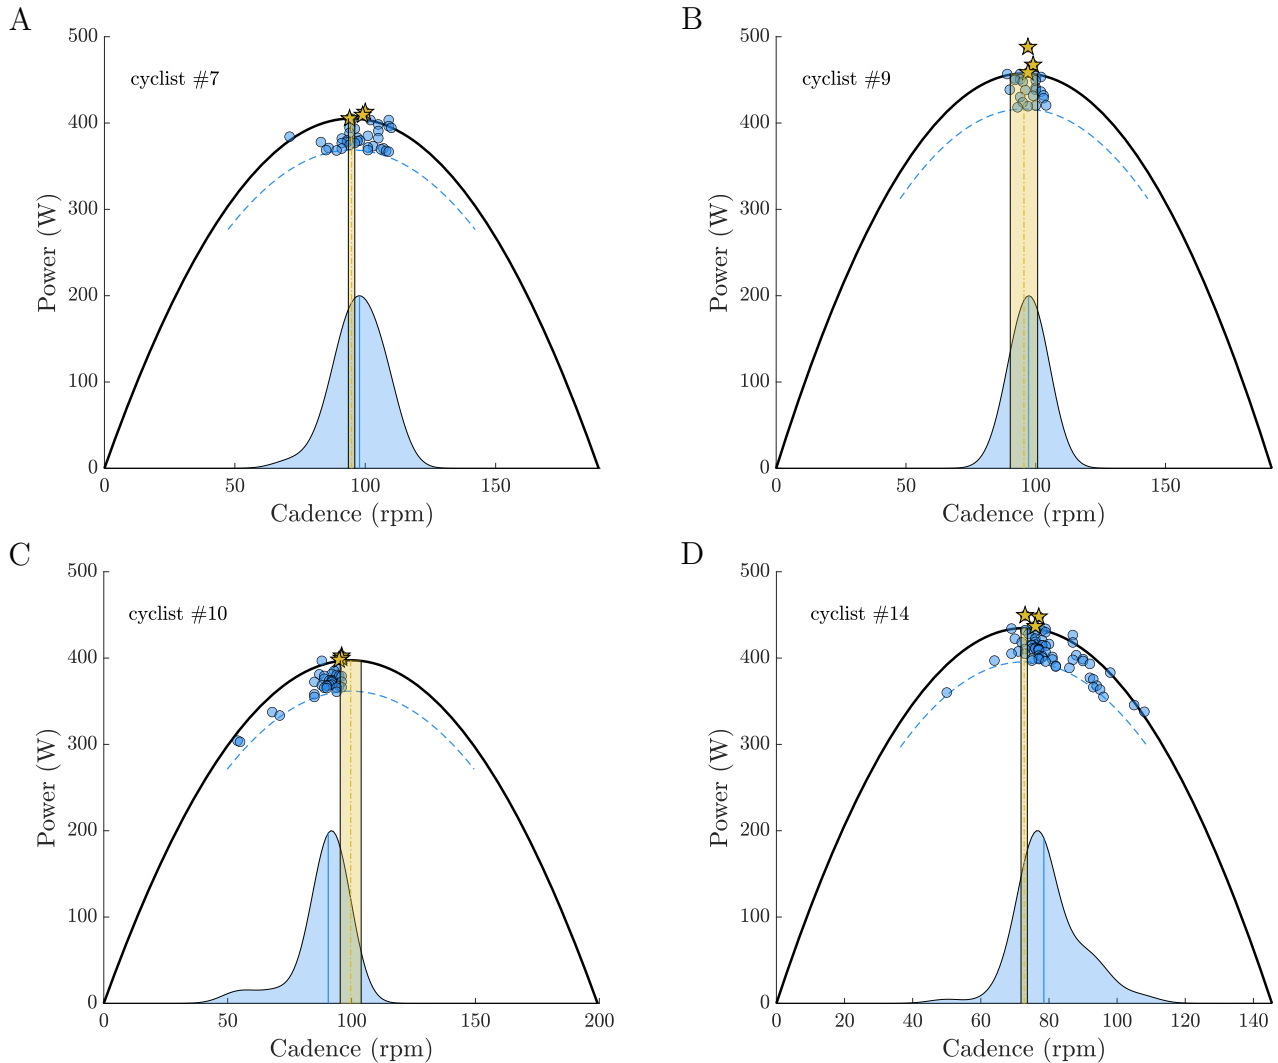 A
500
400
300
200
100
0
Power (W)
cyclist #7
0 50 100 150
Cadence (rpm)
B
500
400
300
200
100
0
Power (W)
cyclist #9
0 50 100 150
Cadence (rpm)
C
500
400
300
200
100
0
Power (W)
cyclist #10
0 50 100 150 200
Cadence (rpm)
D
500
400
300
200
100
0
Power (W)
cyclist #14
0 20 40 60 80 100 120 140
Cadence (rpm)